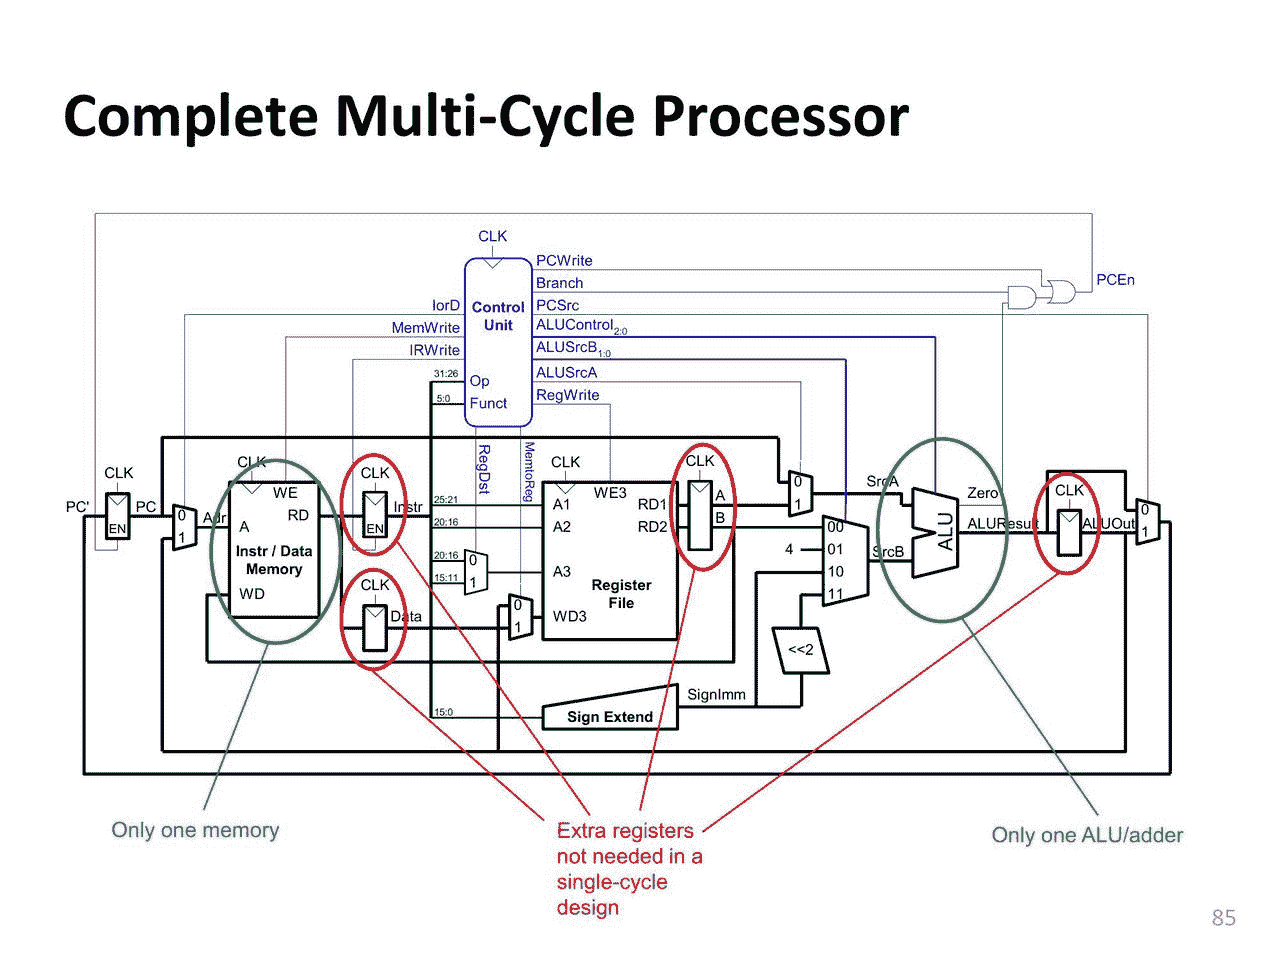 Complete Multi-Cycle Processor
CLK
PCWrite
Branch
PCEn
IorD
Control
Unit
PCSrc
MemWrite
ALUControl2:0
IRWrite
ALUSrcB1:0
31:26
Op
ALUSrcA
5:0
Funct
RegWrite
RegDst
MemtoReg
CLK
CLK
CLK
CLK
CLK
PC'
EN
PC
0
1
Adr
WE
A
RD
Instr / Data
Memory
WD
EN
Instr
CLK
Data
25:21
20:16
20:16
15:11
0
1
0
1
WE3
A1
RD1
A2
RD2
A3
Register
File
WD3
A
B
0
1
SrcA
4
00
01
10
11
SrcB
<<2
ALU
Zero
ALUResult
CLK
ALUOut
0
1
15:0
Sign Extend
SignImm
Only one memory
Extra registers
not needed in a
single-cycle
design
Only one ALU/adder
85